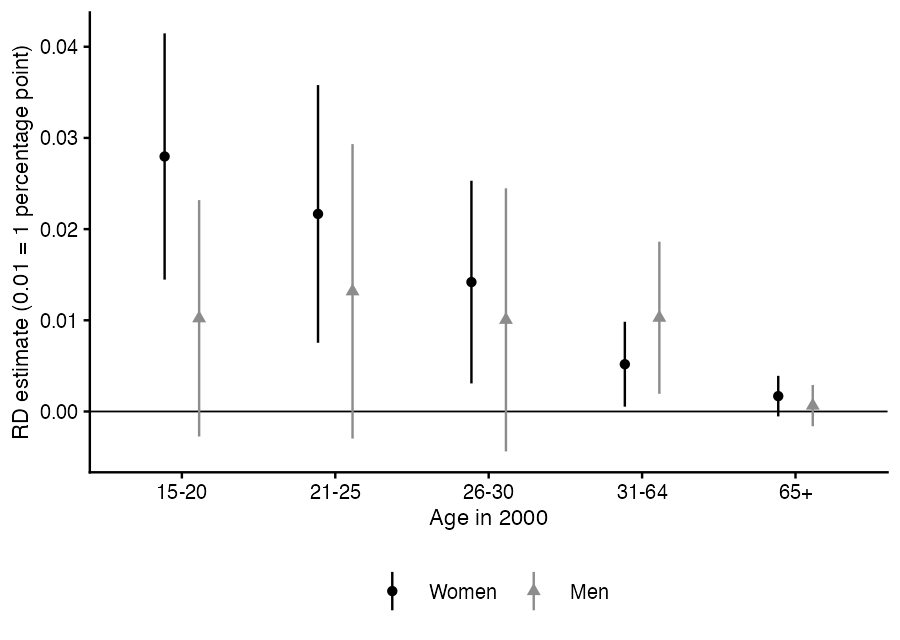 RD estimate (0.01 = 1 percentage point)
0.04
0.03
0.02
0.01
0.00
15-20 21-25 26-30 31-64 65+
Age in 2000
Women Men